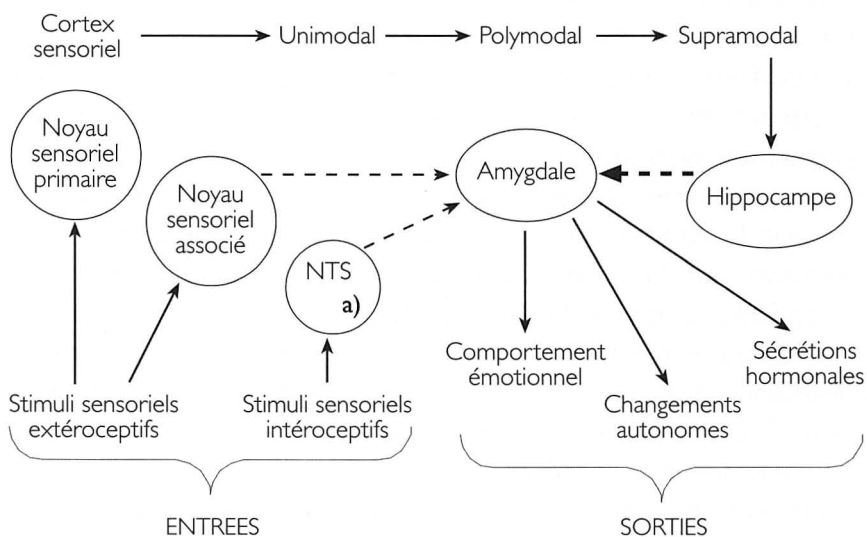 Cortex
sensoriel
Unimodal
Polymodal
Supramodal
Noyau
sensoriel
primaire
Noyau
sensoriel
associé
NTS
a)
Amygdale
Hippocampe
Comportement
émotionnel
Changements
autonomes
Sécrétions
hormonales
Stimuli sensoriels
extéroceptifs
Stimuli sensoriels
intéroceptifs
ENTREES
SORTIES